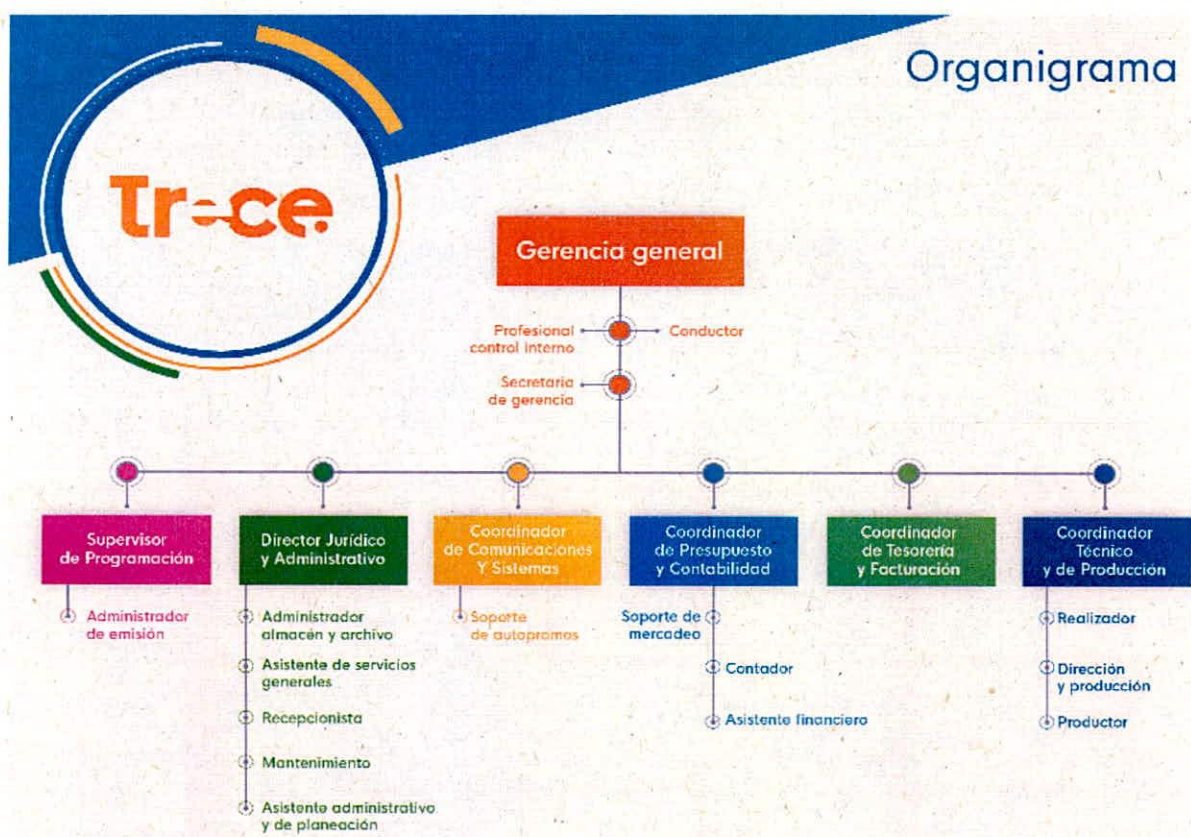 Organigrama
Trece
Gerencia general
Profesional
control interno
Conductor
Secretaria
de gerencia
Supervisor
de Programación
Administrador
de emisión
Director Jurídico
y Administrativo
Administrador
almacén y archivo
Asistente de servicios
generales
Recepcionista
Mantenimiento
Asistente administrativo
y de planeación
Coordinador
de Comunicaciones
Y Sistemas
Soporte
de autopromos
Coordinador
de Presupuesto
y Contabilidad
Soporte de
mercadeo
Contador
Asistente financiero
Coordinador
de Tesorería
y Facturación
Coordinador
Técnico
y de Producción
Realizador
Dirección
y producción
Productor